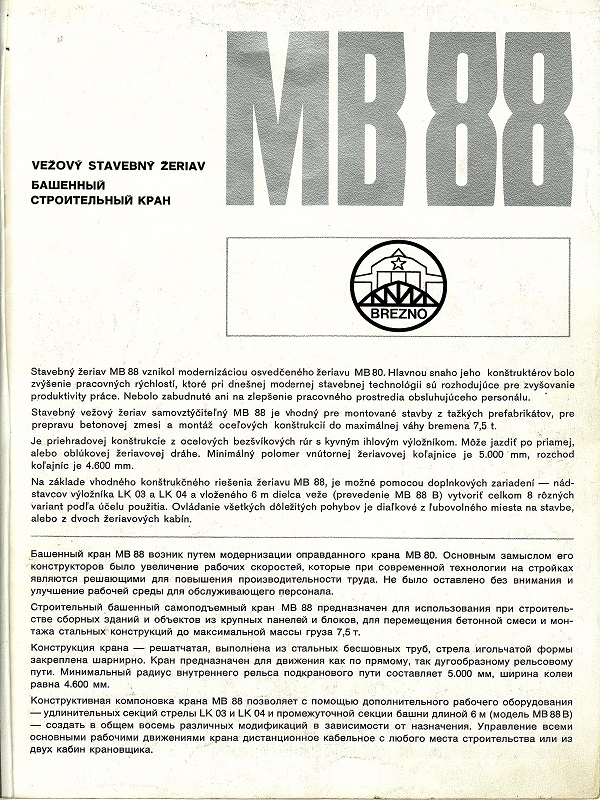 MB 88
VEŽOVÝ STAVEBNÝ ŽERIAV
БАШЕННЫЙ
СТРОИТЕЛЬНЫЙ КРАН
BREZNO
Stavebný žeriav MB 88 vznikol modernizáciou osvedčeného žeriavu MB 80. Hlavnou snaho jeho konštruktérov bolo
zvýšenie pracovných rýchlostí, ktoré pri dnešnej modernej stavebnej technológii sú rozhodujúce pre zvyšovanie
produktivity práce. Nebolo zabudnuté ani na zlepšenie pracovného prostredia obsluhujúceho personálu.
Stavebný vežový žeriav samovztýčiteľný MB 88 je vhodný pre montované stavby z ťažkých prefabrikátov, pre
prepravu betonovej zmesi a montáž oceľových konštrukcií do maximálnej váhy bremena 7,5 t.
Je priehradovej konštrukcie z ocelových bezšvíkových rúr s kyvným ihlovým výložníkom. Môže jazdiť po priamej,
alebo oblúkovej žeriavovej dráhe. Minimálny polomer vnútornej žeriavovej koľajnice je 5.000 mm, rozchod
koľajníc je 4.600 mm.
Na základe vhodného konštrukčného riešenia žeriavu MB 88, je možné pomocou doplnkových zariadení — nád-
stavcov výložníka LK 03 a LK 04 a vloženého 6 m dielca veže (prevedenie MB 88 B) vytvoriť celkom 8 rôznych
variant podľa účelu použitia. Ovládanie všetkých dôležitých pohybov je diaľkové z ľubovolného miesta na stavbe,
alebo z dvoch žeriavových kabín.
Башенный кран MB 88 возник путем модернизации оправданного крана MB 80. Основным замыслом его
конструкторов было увеличение рабочих скоростей, которые при современной технологии на стройках
являются решающими для повышения производительности труда. Не было оставлено без внимания и
улучшение рабочей среды для обслуживающего персонала.
Строительный башенный самоподъемный кран MB 88 предназначен для использования при строитель-
стве сборных зданий и объектов из крупных панелей и блоков, для перемещения бетонной смеси и мон-
тажа стальных конструкций до максимальной массы груза 7,5 т.
Конструкция крана — решатчатая, выполнена из стальных бесшовных труб, стрела игольчатой формы
закреплена шарнирно. Кран предназначен для движения как по прямому, так дугообразному рельсовому
пути. Минимальный радиус внутреннего рельса подкранового пути составляет 5.000 мм, ширина колеи
равна 4.600 мм.
Конструктивная компоновка крана MB 88 позволяет с помощью дополнительного рабочего оборудования
— удлинительных секций стрелы LK 03 и LK 04 и промежуточной секции башни длиной 6 м (модель MB 88 B)
— создать в общем восемь различных модификаций в зависимости от назначения. Управление всеми
основными рабочими движениями крана дистанционное кабельное с любого места строительства или из
двух кабин крановщика.